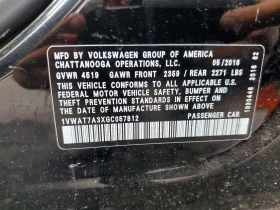 MFD BY VOLKSWAGEN GROUP OF AMERICA
CHATTANOOGA OPERATIONS, LLC. 05/2016
GVWR 4519 GAWR FRONT 2359 / REAR 2271 LBS
THIS VEHICLE CONFORMS TO ALL APPLICABLE
FEDERAL MOTOR VEHICLE SAFETY,
BUMPER, AND THEFT PREVENTION STANDARDS
IN EFFECT ON THE DATE OF MANUFACTURE
SHOWN ABOVE.
1VWAT7A3XGC057812 PASSENGER CAR